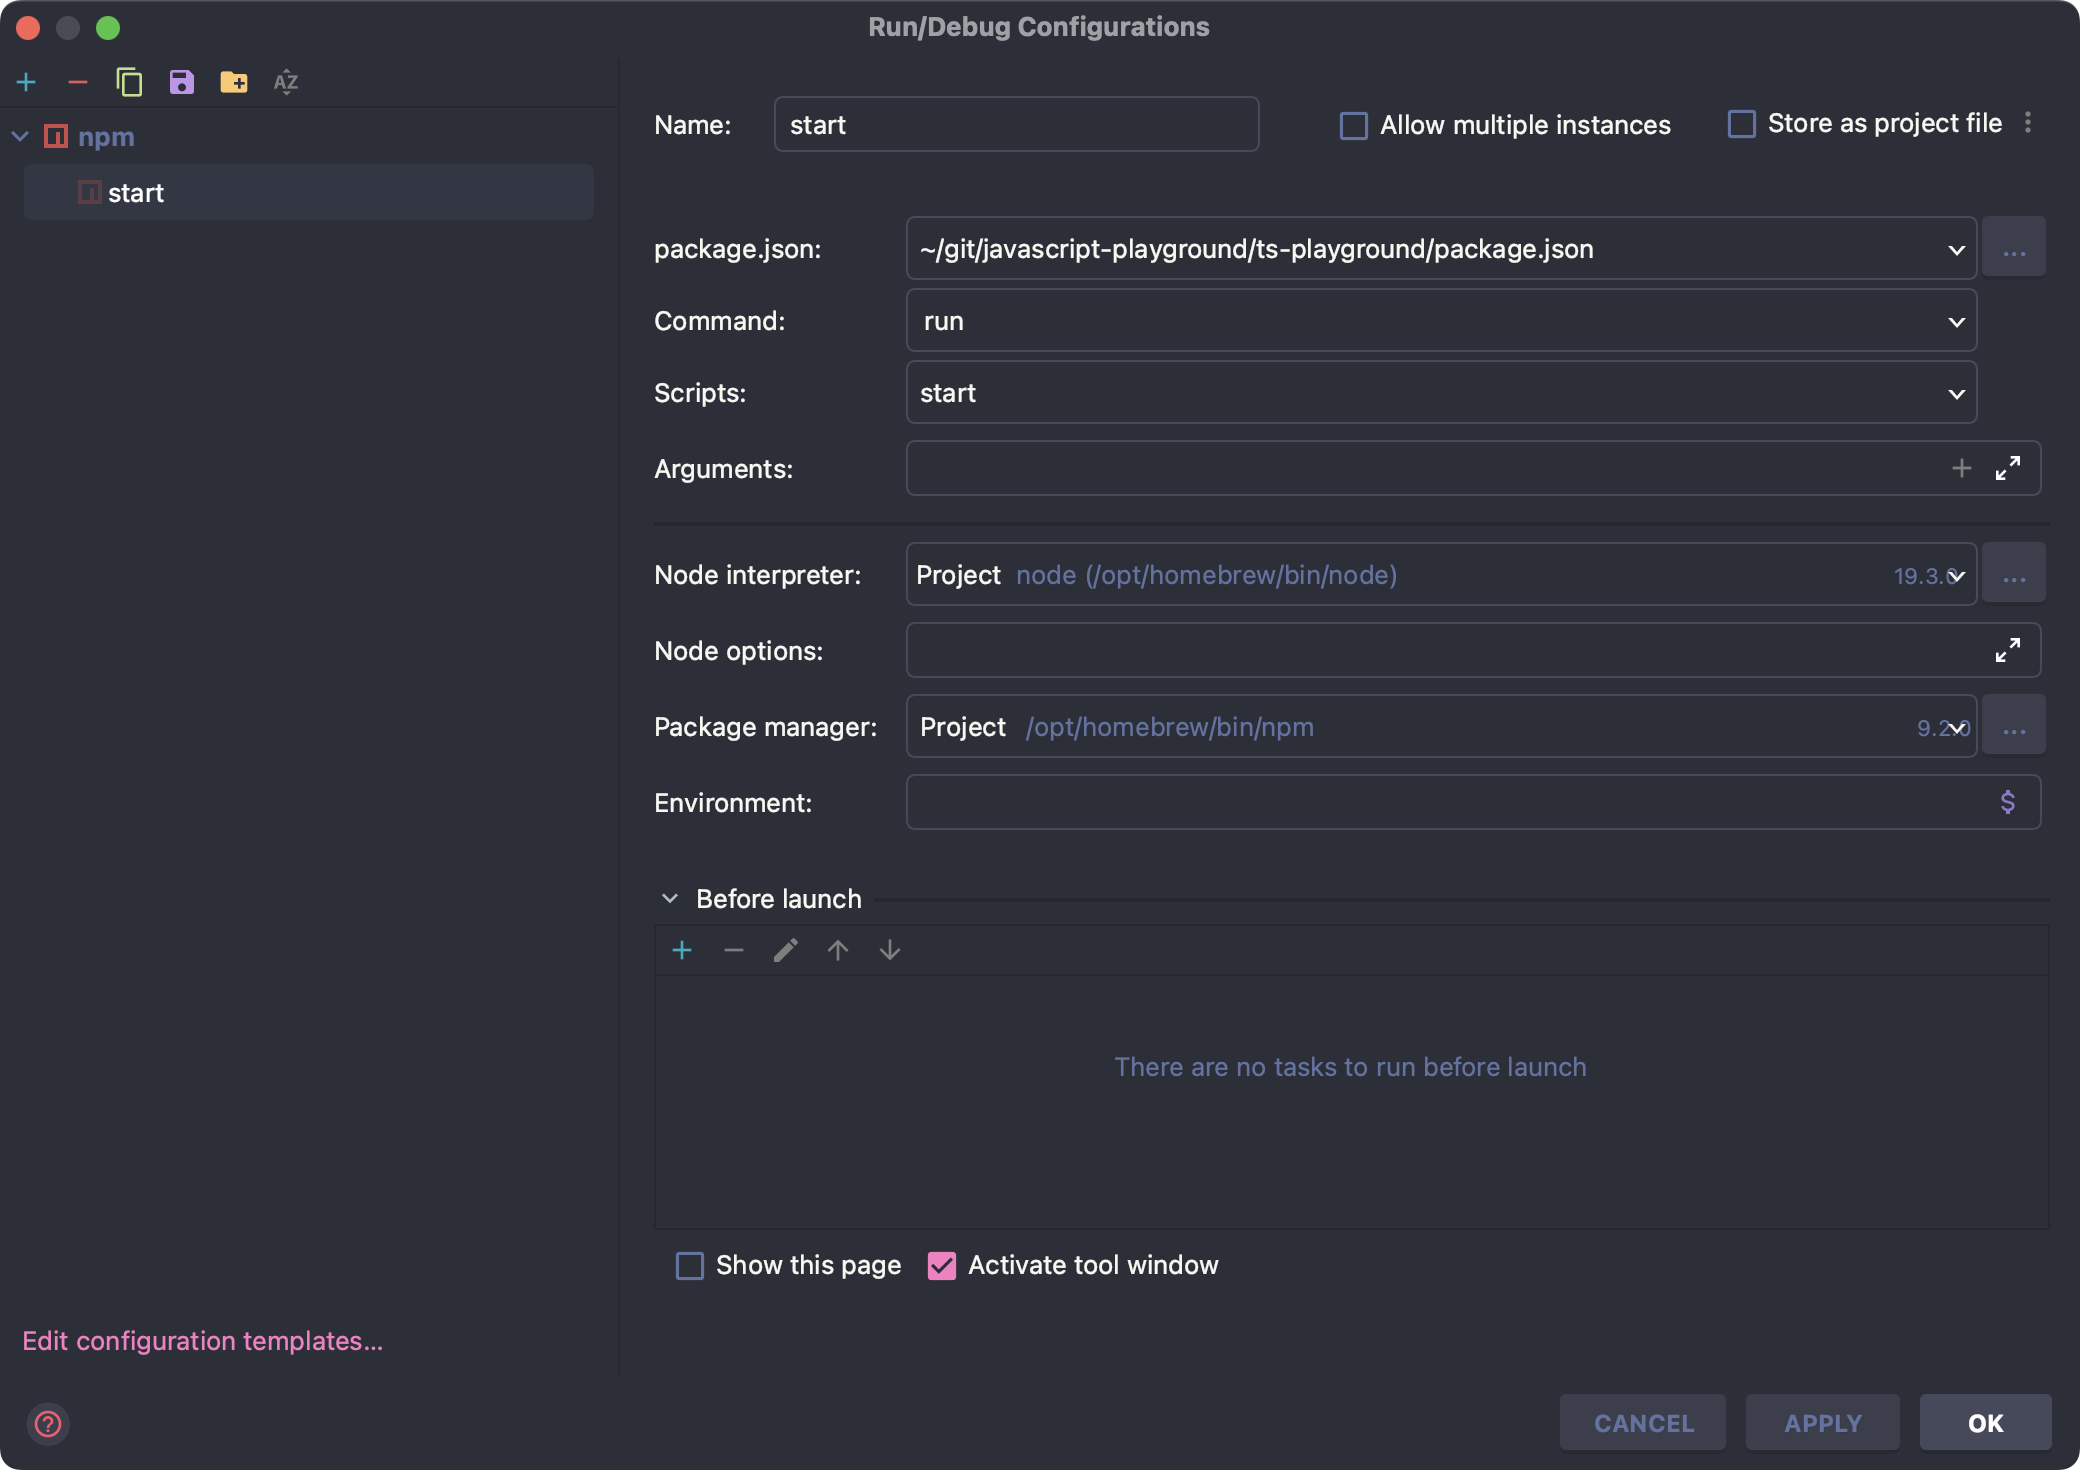 Run/Debug Configurations
npm
start
Edit configuration templates...
Name: start
Allow multiple instances
Store as project file
package.json: ~/git/javascript-playground/ts-playground/package.json ...
Command: run
Scripts: start
Arguments:
Node interpreter: Project node (/opt/homebrew/bin/node) 19.3.0 ...
Node options:
Package manager: Project /opt/homebrew/bin/npm 9.2.0 ...
Environment: $
Before launch
There are no tasks to run before launch
Show this page
Activate tool window
?
CANCEL
APPLY
OK